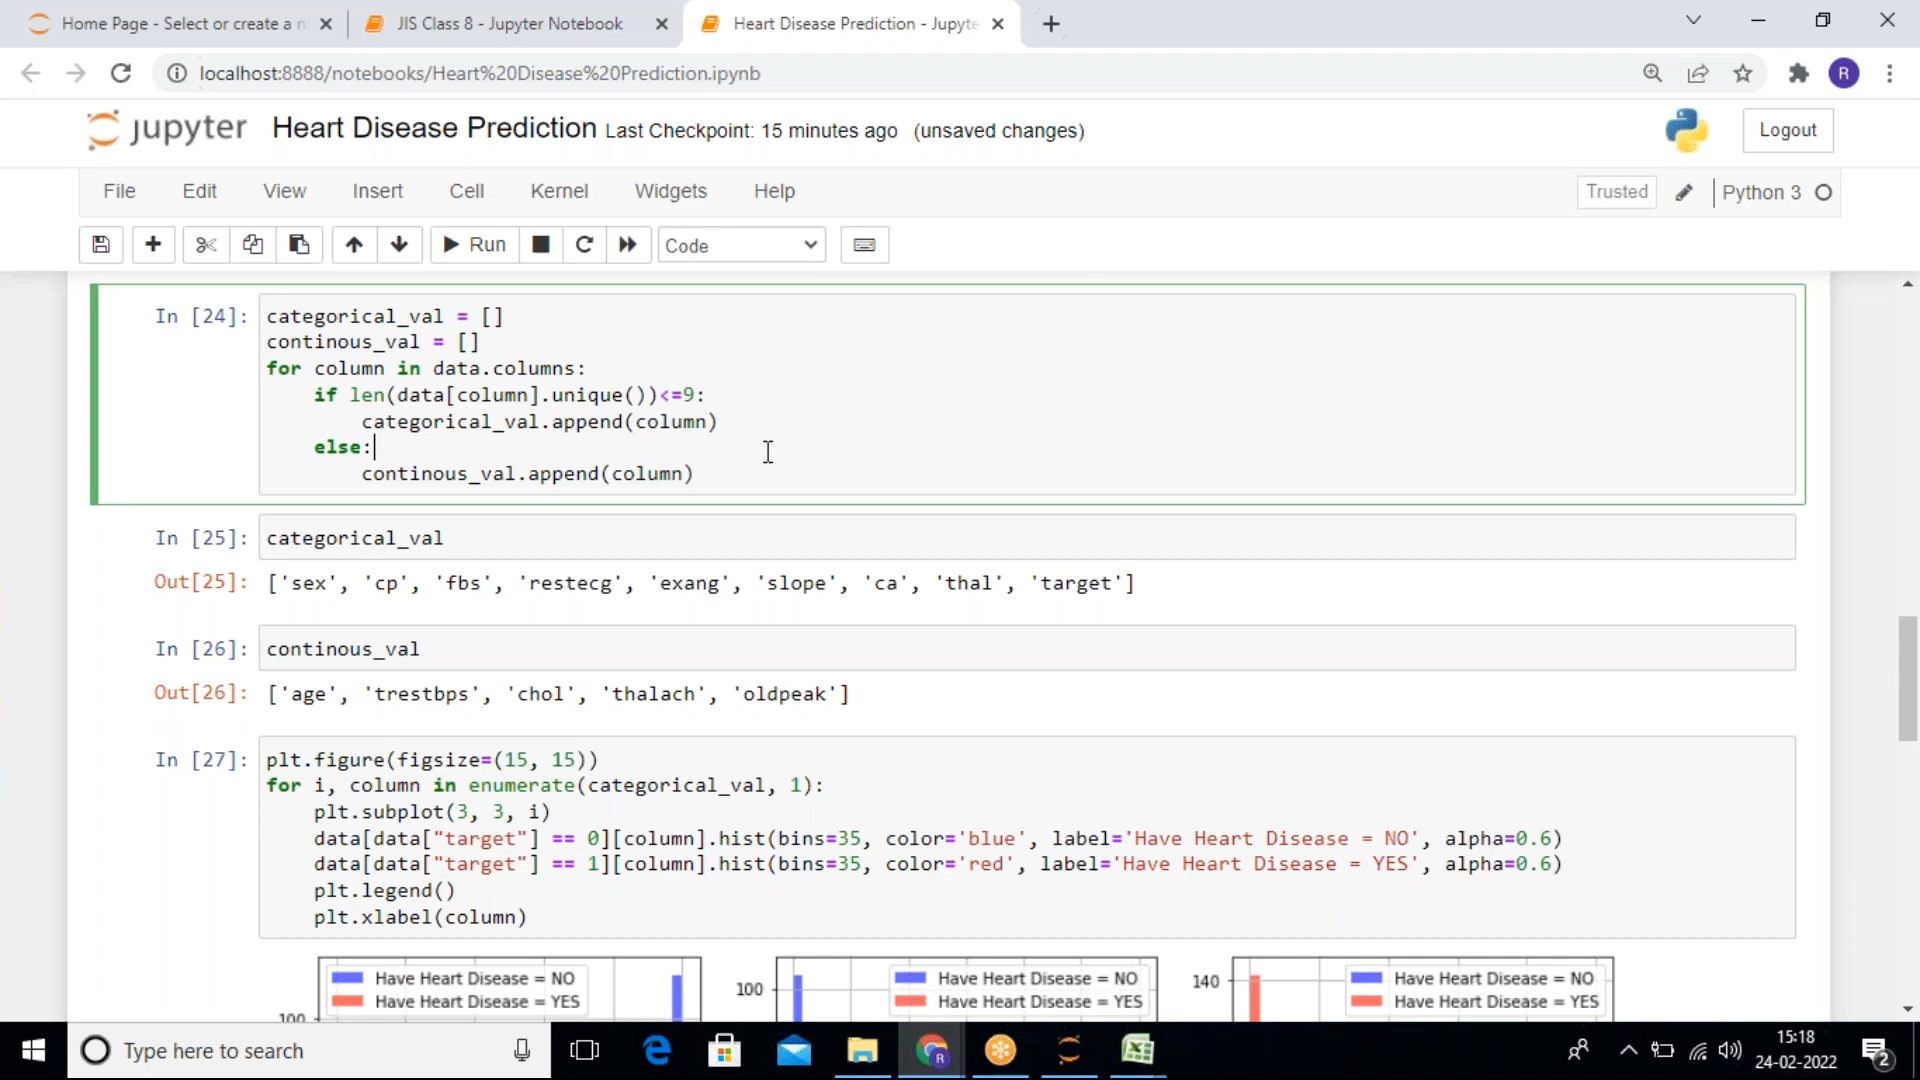 Home Page - Select or create a n
JIS Class 8 - Jupyter Notebook
Heart Disease Prediction - Jupyte
localhost:8888/notebooks/Heart%20Disease%20Prediction.ipynb
R
jupyter Heart Disease Prediction Last Checkpoint: 15 minutes ago (unsaved changes)
Logout
File Edit View Insert Cell Kernel Widgets Help
Trusted
Python 3
Run
Code
In [24]: categorical_val = []
continous_val = []
for column in data.columns:
    if len(data[column].unique())<=9:
        categorical_val.append(column)
    else:
        continous_val.append(column)
In [25]: categorical_val
Out[25]: ['sex', 'cp', 'fbs', 'restecg', 'exang', 'slope', 'ca', 'thal', 'target']
In [26]: continous_val
Out[26]: ['age', 'trestbps', 'chol', 'thalach', 'oldpeak']
In [27]: plt.figure(figsize=(15, 15))
for i, column in enumerate(categorical_val, 1):
    plt.subplot(3, 3, i)
    data[data["target"] == 0][column].hist(bins=35, color='blue', label='Have Heart Disease = NO', alpha=0.6)
    data[data["target"] == 1][column].hist(bins=35, color='red', label='Have Heart Disease = YES', alpha=0.6)
    plt.legend()
    plt.xlabel(column)
Have Heart Disease = NO
Have Heart Disease = YES
100
100
Have Heart Disease = NO
Have Heart Disease = YES
140
Have Heart Disease = NO
Have Heart Disease = YES
Type here to search
R
15:18
24-02-2022
2